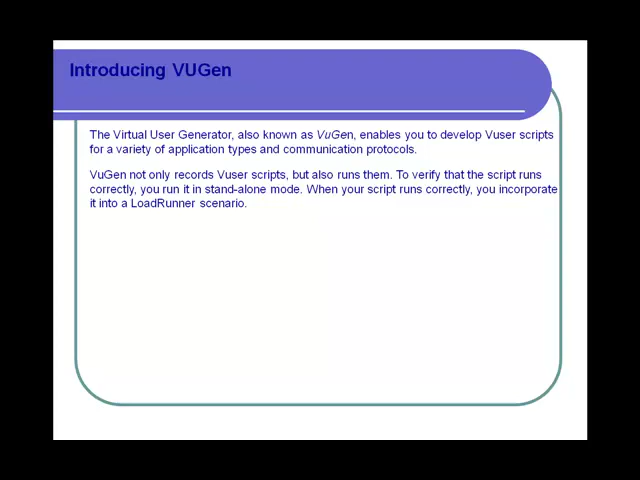 Introducing VUGen
The Virtual User Generator, also known as VuGen, enables you to develop Vuser scripts
for a variety of application types and communication protocols.
VuGen not only records Vuser scripts, but also runs them. To verify that the script runs
correctly, you run it in stand-alone mode. When your script runs correctly, you incorporate
it into a LoadRunner scenario.